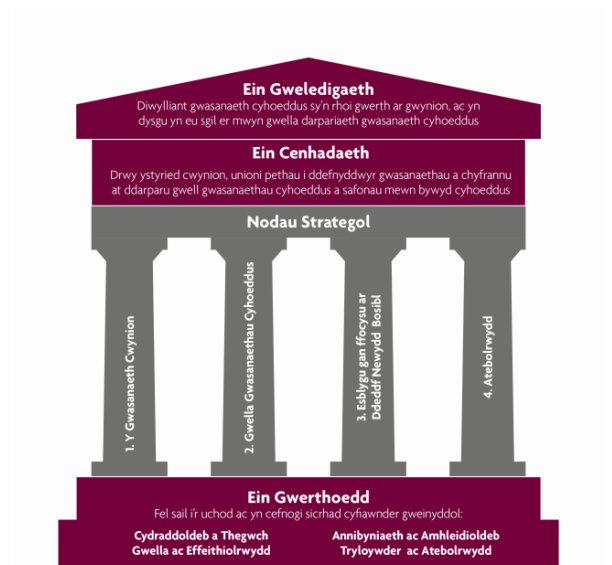 Ein Gweledigaeth
Diwylliant gwasanaeth cyhoeddus sy'n rhoi gwerth ar gwynion, ac yn
dysgu yn eu sgil er mwyn gwella darpariaeth gwasanaeth cyhoeddus
Ein Cenhadaeth
Drwy ystyried cwynion, unioni pethau i ddefnyddwyr gwasanaethau a chyfrannu
at ddarparu gwell gwasanaethau cyhoeddus a safonau mewn bywyd cyhoeddus
Nodau Strategol
1. Y Gwasanaeth Cwynion
2. Gwella Gwasanaethau Cyhoeddus
3. Esblygu gan ffocysu ar
Ddeddf Newydd Bosibl
4. Atebolrwydd
Ein Gwerthoedd
Fel sail i'r uchod ac yn cefnogi sicrhad cyfiawnder gweinyddol:
Cydraddoldeb a Thegwch
Gwella ac Effeithiolrwydd
Annibyniaeth ac Amhleidioldeb
Tryloywder ac Atebolrwydd